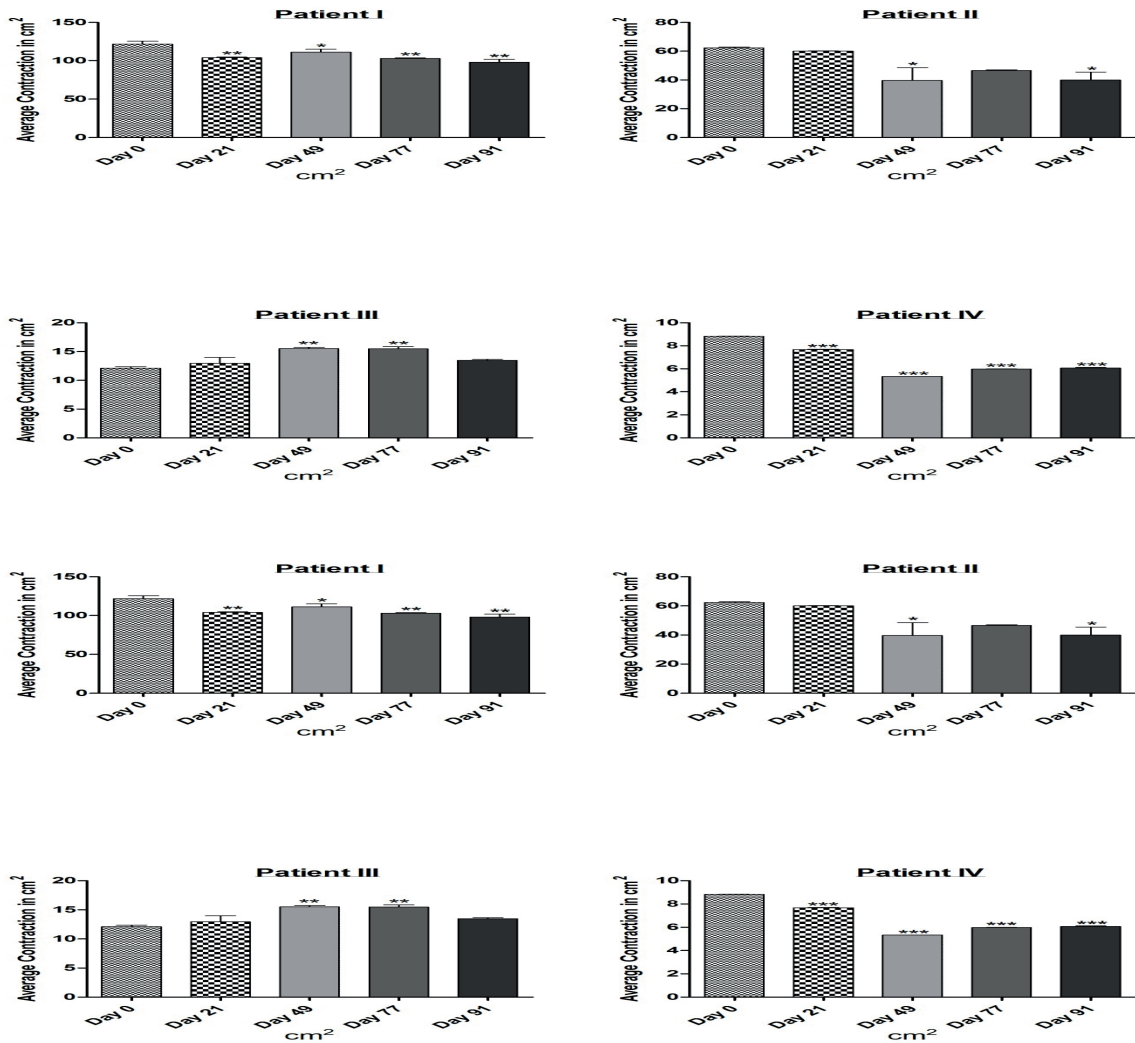 Patient I
Average Contraction in cm²
150
100
50
0
** * ** **
Day 0 Day 21 Day 49 Day 77 Day 91
cm²
Patient II
Average Contraction in cm²
80
60
40
20
0
* *
Day 0 Day 21 Day 49 Day 77 Day 91
cm²
Patient III
Average Contraction in cm²
20
15
10
5
0
** **
Day 0 Day 21 Day 49 Day 77 Day 91
cm²
Patient IV
Average Contraction in cm²
10
8
6
4
2
0
*** *** *** ***
Day 0 Day 21 Day 49 Day 77 Day 91
cm²
Patient I
Average Contraction in cm²
150
100
50
0
** * ** **
Day 0 Day 21 Day 49 Day 77 Day 91
cm²
Patient II
Average Contraction in cm²
80
60
40
20
0
* *
Day 0 Day 21 Day 49 Day 77 Day 91
cm²
Patient III
Average Contraction in cm²
20
15
10
5
0
** **
Day 0 Day 21 Day 49 Day 77 Day 91
cm²
Patient IV
Average Contraction in cm²
10
8
6
4
2
0
*** *** *** ***
Day 0 Day 21 Day 49 Day 77 Day 91
cm²